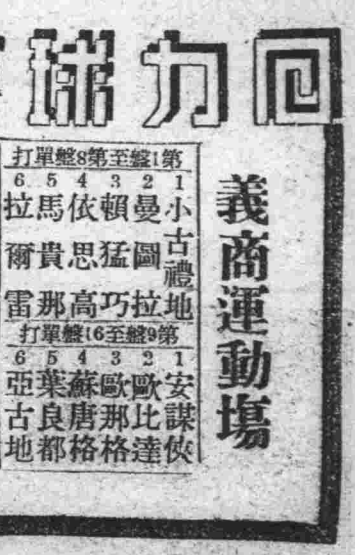 回力球
義商運動塲
第1盤至第8盤單打
1 小古禮地
2 曼圖拉
3 頓猛巧
4 依思高
5 馬貴那
6 拉爾雷
第9盤至16盤單打
1 安謀俠
2 歐比達
3 歐那格
4 蘇唐格
5 葉良都
6 亞古地